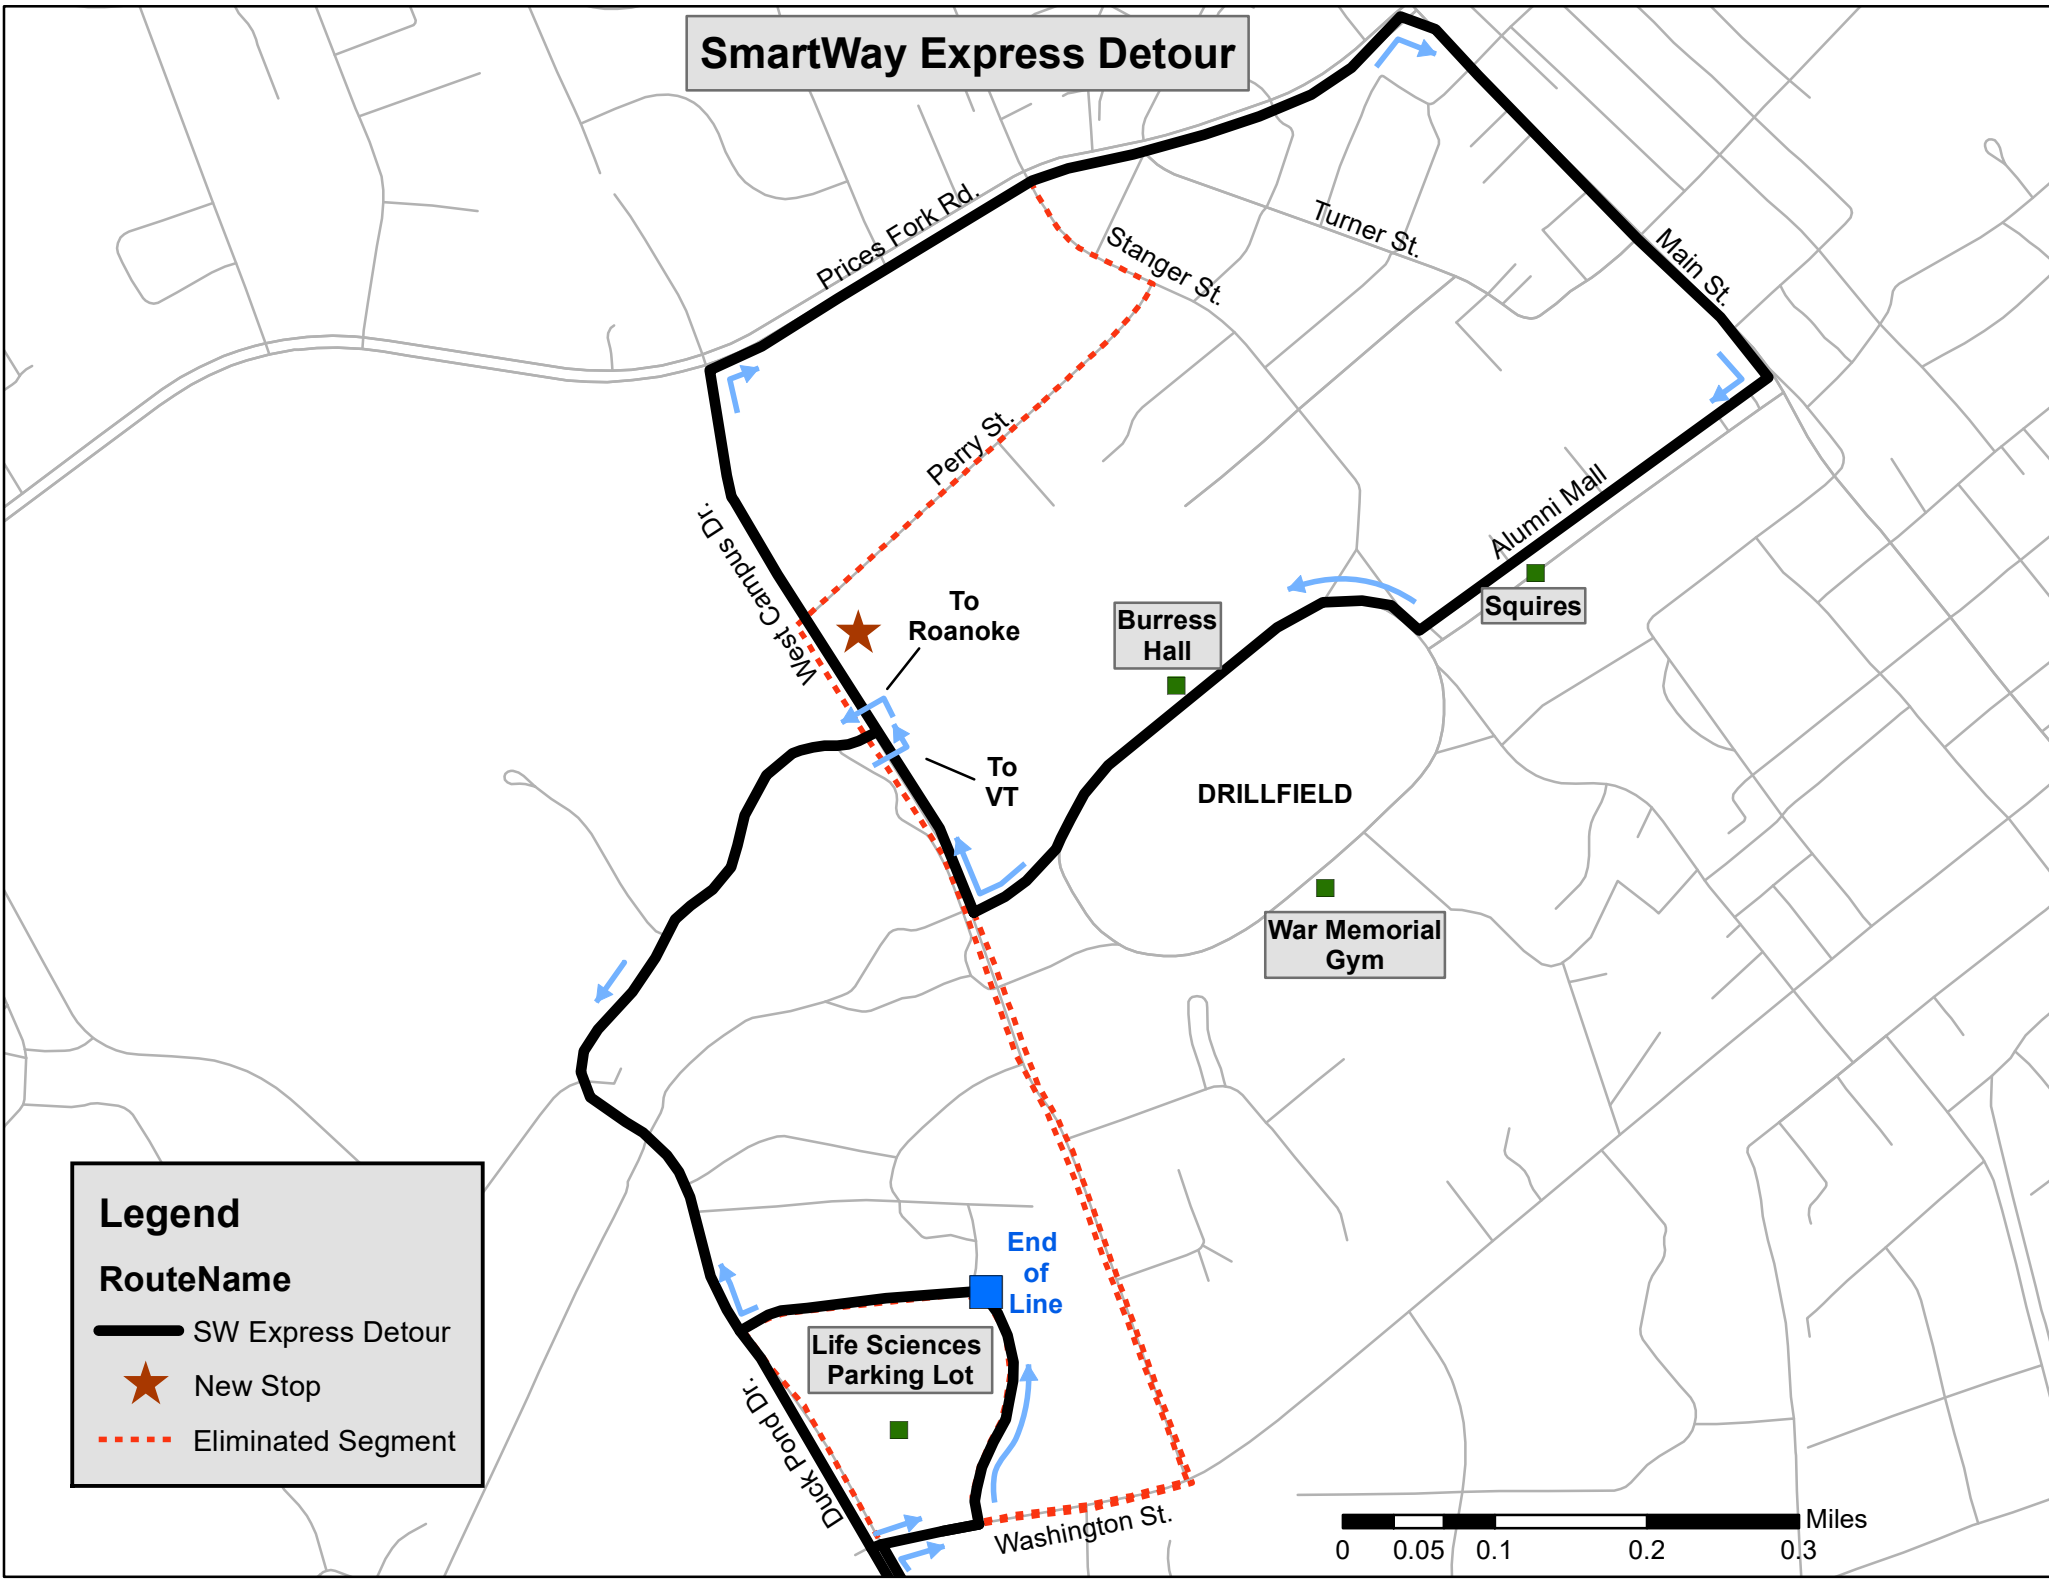 SmartWay Express Detour
Prices Fork Rd.
Stanger St.
Turner St.
Main St.
Perry St.
West Campus Dr.
Alumni Mall
To
Roanoke
Burress
Hall
Squires
To
VT
DRILLFIELD
War Memorial
Gym
Legend
RouteName
SW Express Detour
New Stop
Eliminated Segment
End
of
Line
Life Sciences
Parking Lot
Duck Pond Dr.
Washington St.
Miles
0 0.05 0.1 0.2 0.3